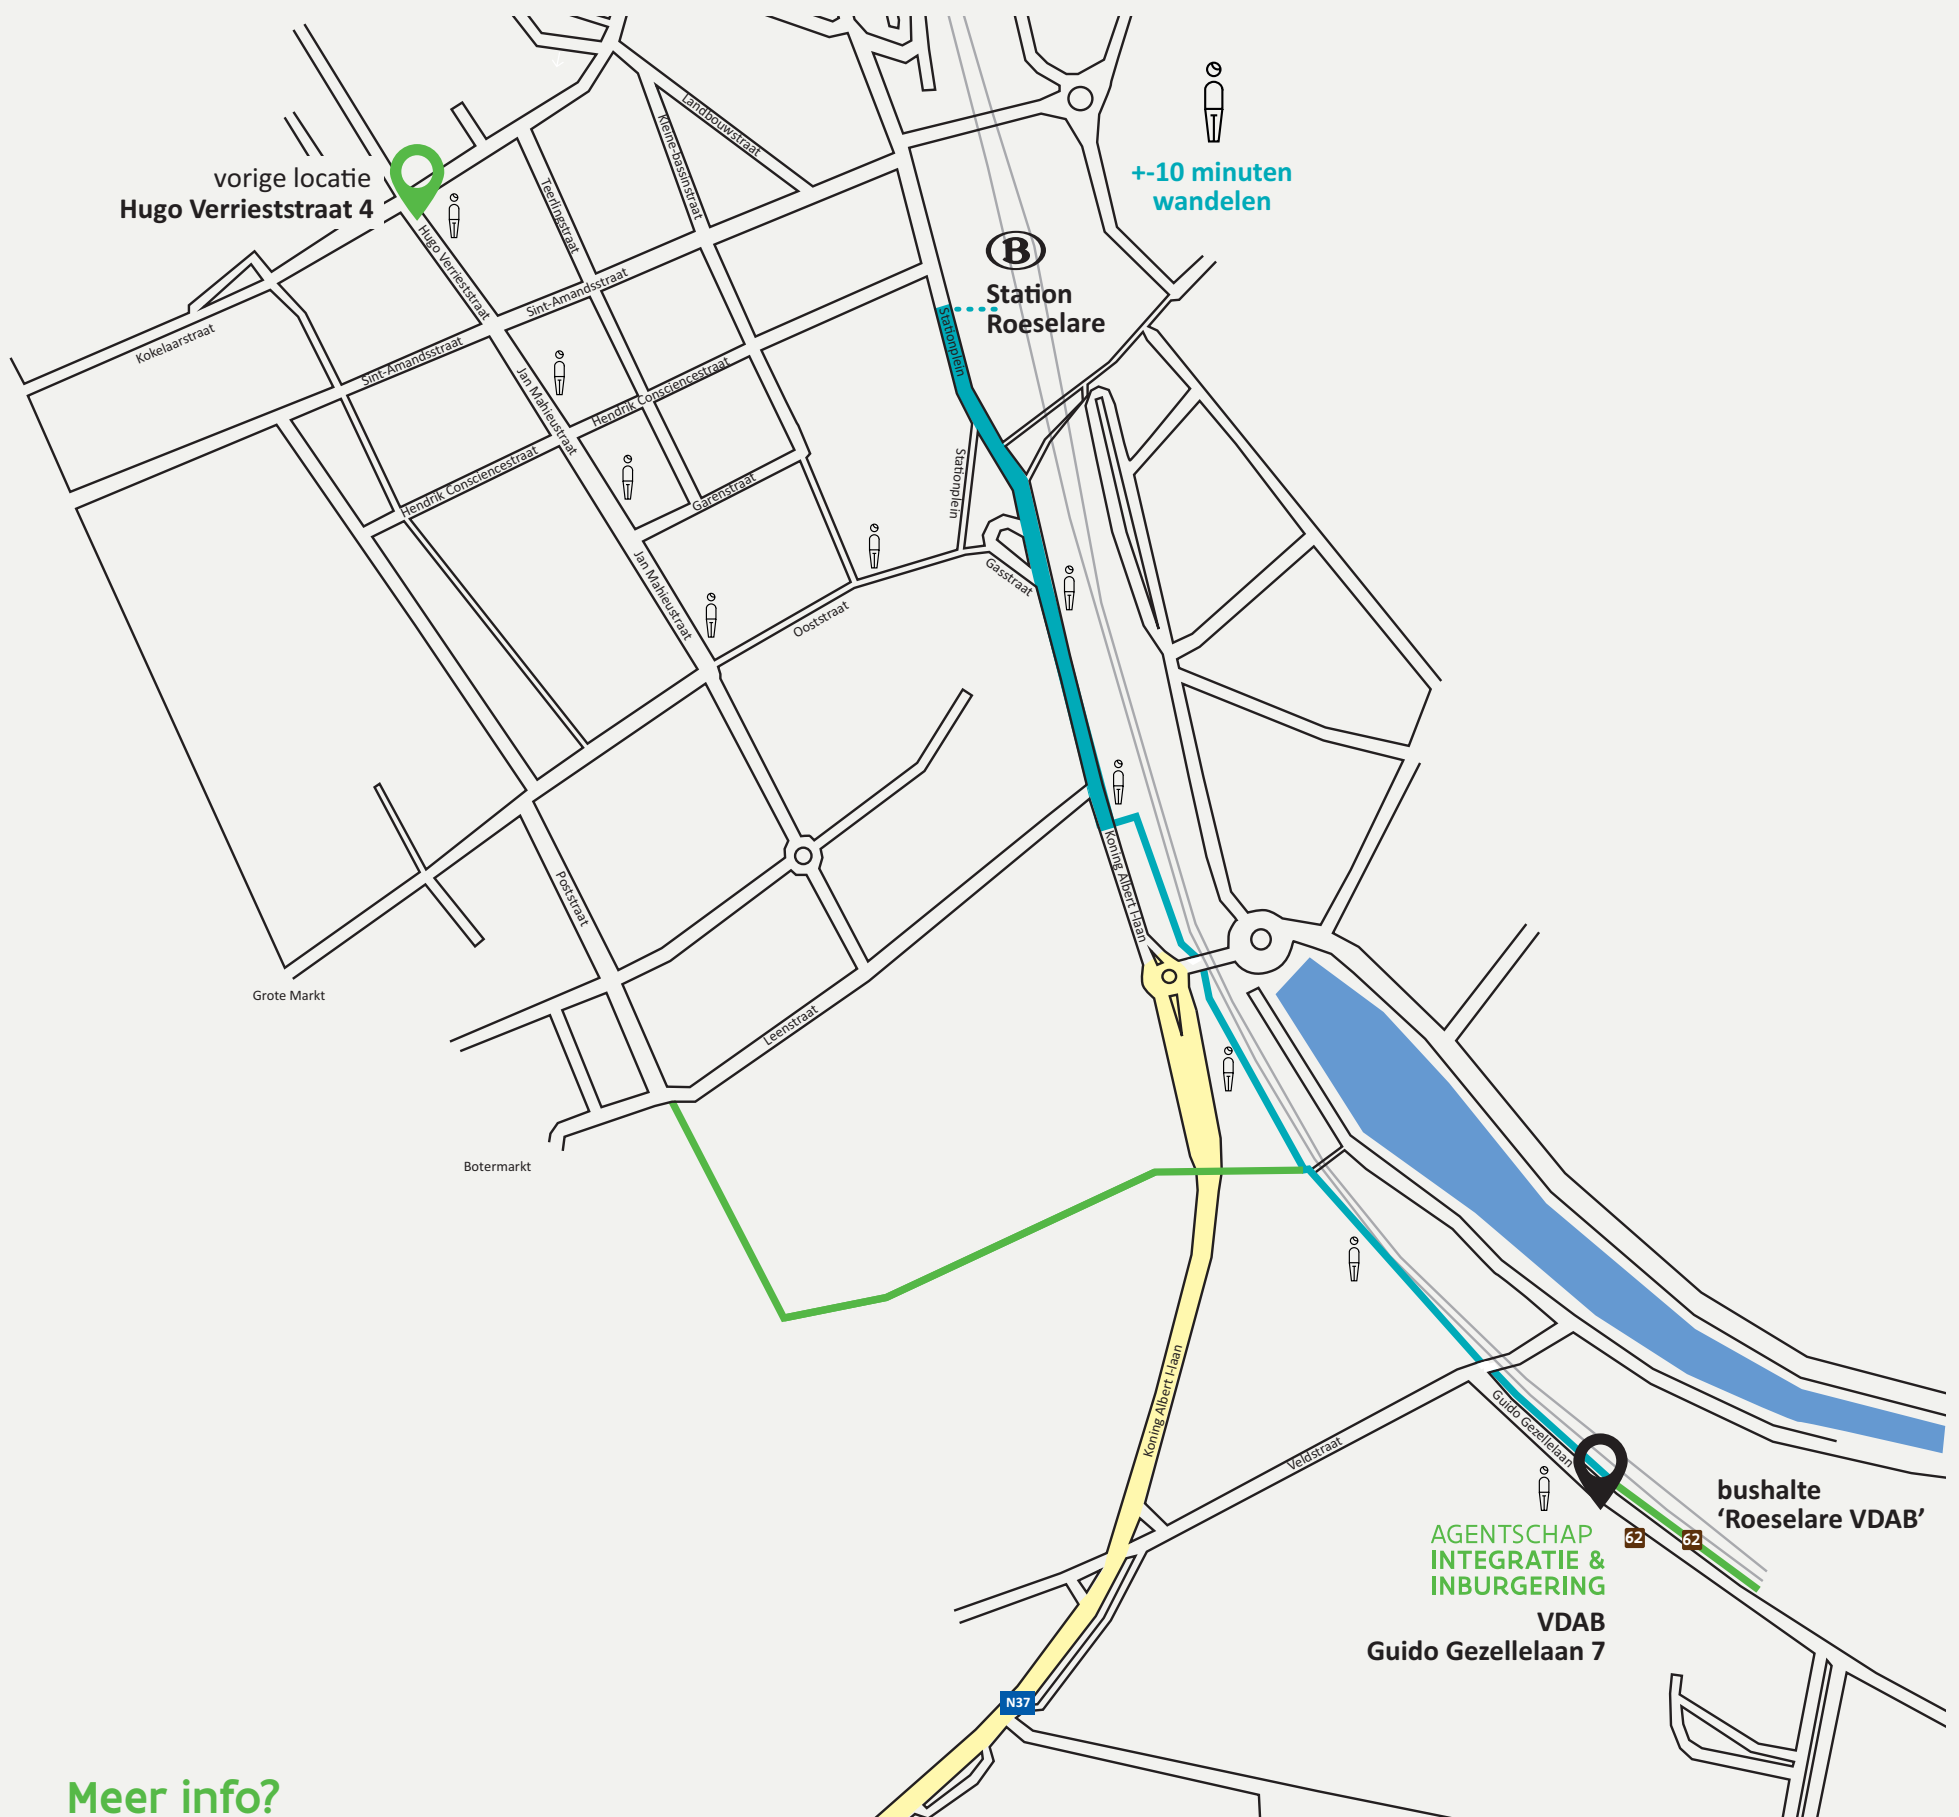 Landbouwstraat
Kleine-bassinstraat
+-10 minuten
wandelen
vorige locatie
Hugo Verrieststraat 4
Teerlingstraat
Hugo Verrieststraat
B
Station
Roeselare
Sint-Amandsstraat
Kokelaarstraat
Sint-Amandsstraat
Stationplein
Jan Mahieustraat
Hendrik Consciencestraat
Hendrik Consciencestraat
Stationplein
Garenstraat
Jan Mahieustraat
Gasstraat
Ooststraat
Koning Albert I-laan
Poststraat
Grote Markt
Leenstraat
Botermarkt
Koning Albert I-laan
Guido Gezellelaan
Veldstraat
bushalte
‘Roeselare VDAB’
62
62
AGENTSCHAP
INTEGRATIE &
INBURGERING
VDAB
Guido Gezellelaan 7
N37
Meer info?